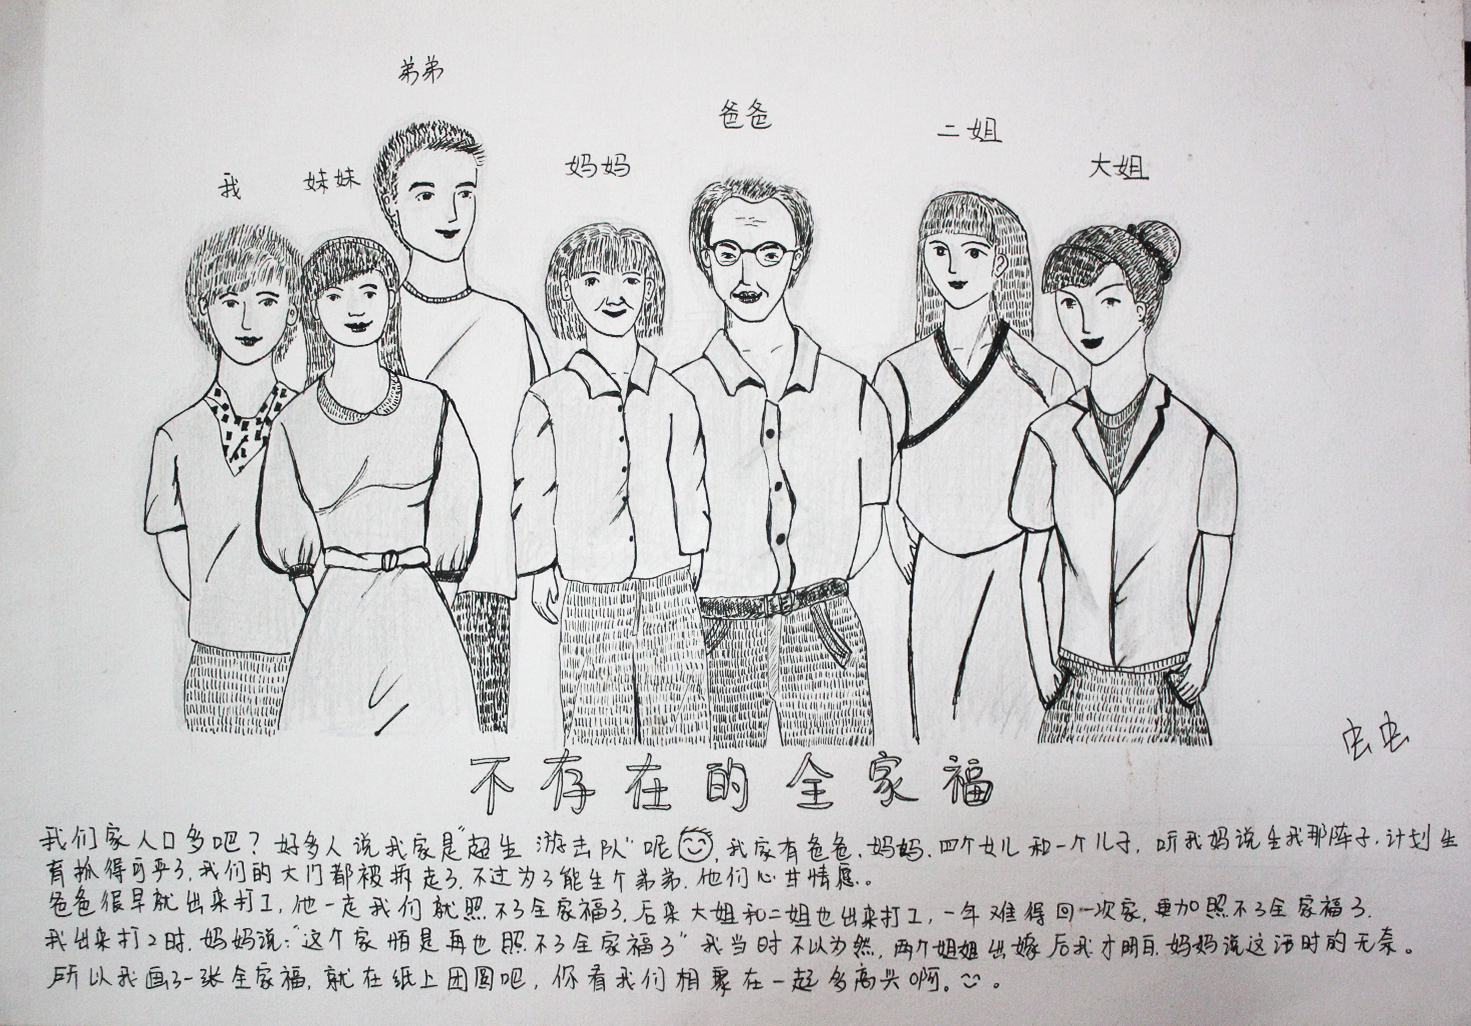 弟弟
爸爸
二姐
我
妹妹
妈妈
大姐
虫虫
不存在的全家福
我们家人口多吧？好多人说我家是"超生游击队"呢，我家有爸爸、妈妈、四个女儿和一个儿子，听我妈说生我那阵子，计划生
育抓得可严了，我们的大门都被拆走了，不过为了能生个弟弟，他们心甘情愿。
爸爸很早就出来打工，他一走我们就照不了全家福了，后来大姐和二姐也出来打工，一年难得回一次家，更加照不了全家福了。
我出来打工时，妈妈说："这个家怕是再也照不了全家福了"我当时不以为然，两个姐姐出嫁后我才明白妈妈说这话时的无奈。
所以我画了一张全家福，就在纸上团圆吧，你看我们相聚在一起多高兴啊。